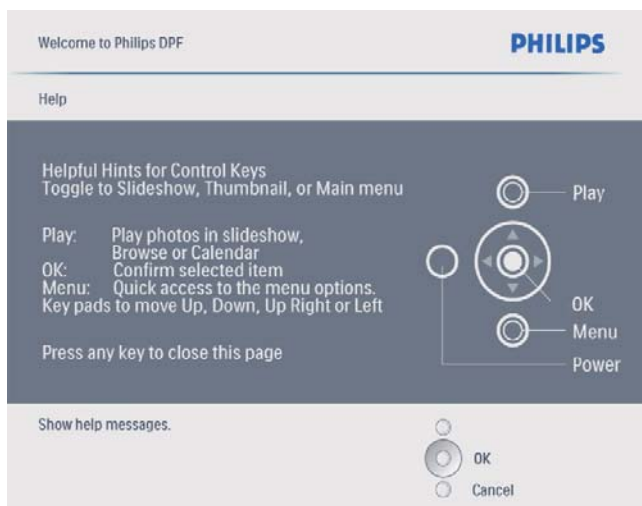 Welcome to Philips DPF
PHILIPS
Help
Helpful Hints for Control Keys
Toggle to Slideshow, Thumbnail, or Main menu
Play: Play photos in slideshow,
Browse or Calendar
OK: Confirm selected item
Menu: Quick access to the menu options.
Key pads to move Up, Down, Up Right or Left
Press any key to close this page
Play
OK
Menu
Power
Show help messages.
OK
Cancel